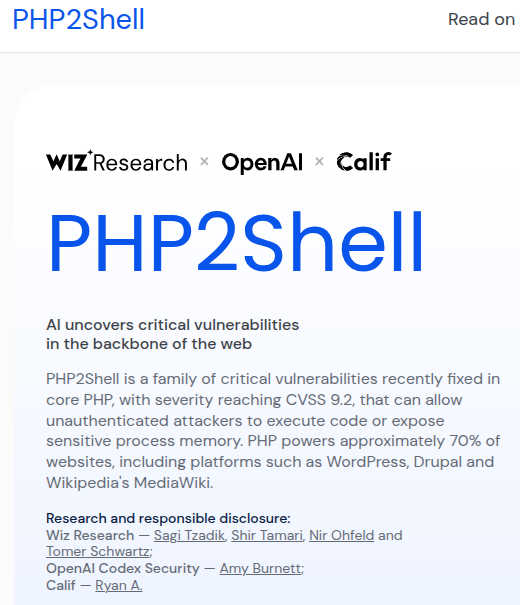 PHP2Shell
Read on
WIZ Research × OpenAI × Calif
PHP2Shell
AI uncovers critical vulnerabilities
in the backbone of the web
PHP2Shell is a family of critical vulnerabilities recently fixed in
core PHP, with severity reaching CVSS 9.2, that can allow
unauthenticated attackers to execute code or expose
sensitive process memory. PHP powers approximately 70% of
websites, including platforms such as WordPress, Drupal and
Wikipedia's MediaWiki.
Research and responsible disclosure:
Wiz Research — Sagi Tzadik, Shir Tamari, Nir Ohfeld and
Tomer Schwartz;
OpenAI Codex Security — Amy Burnett;
Calif — Ryan A.